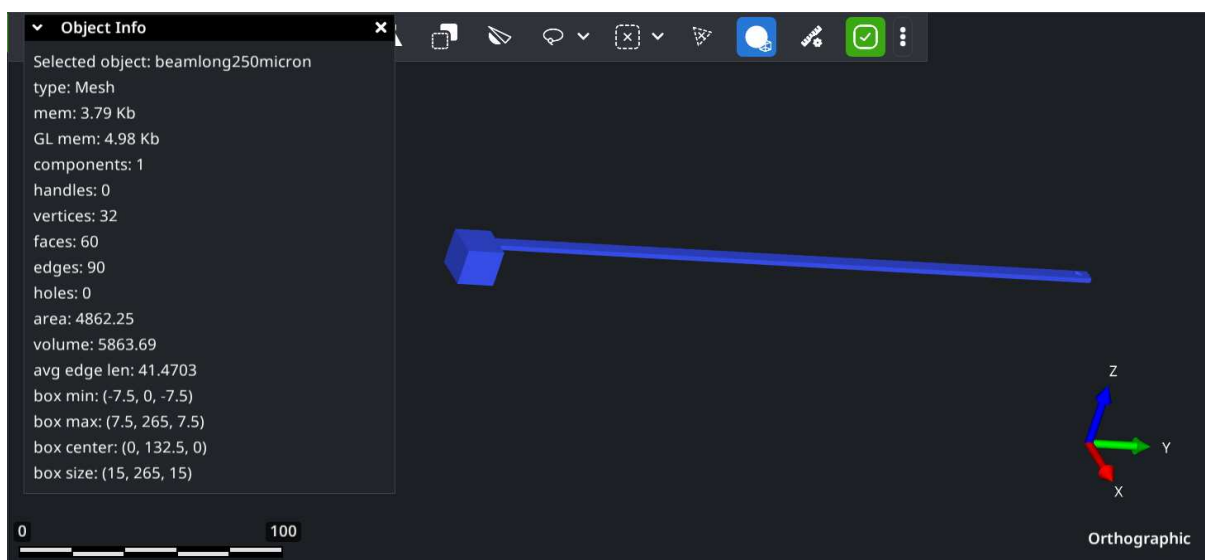 Object Info
Selected object: beamlong250micron
type: Mesh
mem: 3.79 Kb
GL mem: 4.98 Kb
components: 1
handles: 0
vertices: 32
faces: 60
edges: 90
holes: 0
area: 4862.25
volume: 5863.69
avg edge len: 41.4703
box min: (-7.5, 0, -7.5)
box max: (7.5, 265, 7.5)
box center: (0, 132.5, 0)
box size: (15, 265, 15)
Z
Y
X
0 100
Orthographic